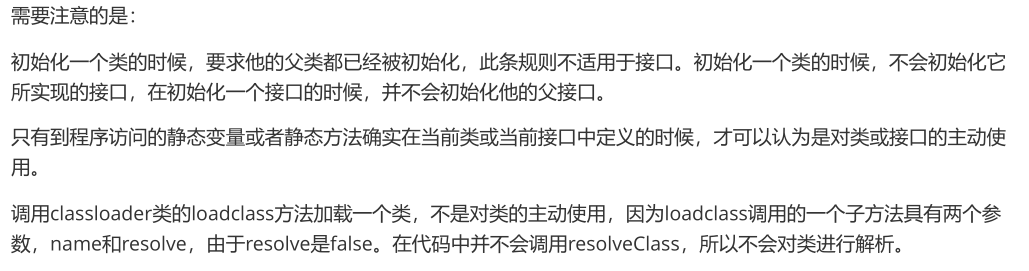 需要注意的是：
初始化一个类的时候，要求他的父类都已经被初始化，此条规则不适用于接口。初始化一个类的时候，不会初始化它
所实现的接口，在初始化一个接口的时候，并不会初始化他的父接口。
只有到程序访问的静态变量或者静态方法确实在当前类或当前接口中定义的时候，才可以认为是对类或接口的主动使
用。
调用classloader类的loadclass方法加载一个类，不是对类的主动使用，因为loadclass调用的一个子方法具有两个参
数，name和resolve，由于resolve是false。在代码中并不会调用resolveClass，所以不会对类进行解析。